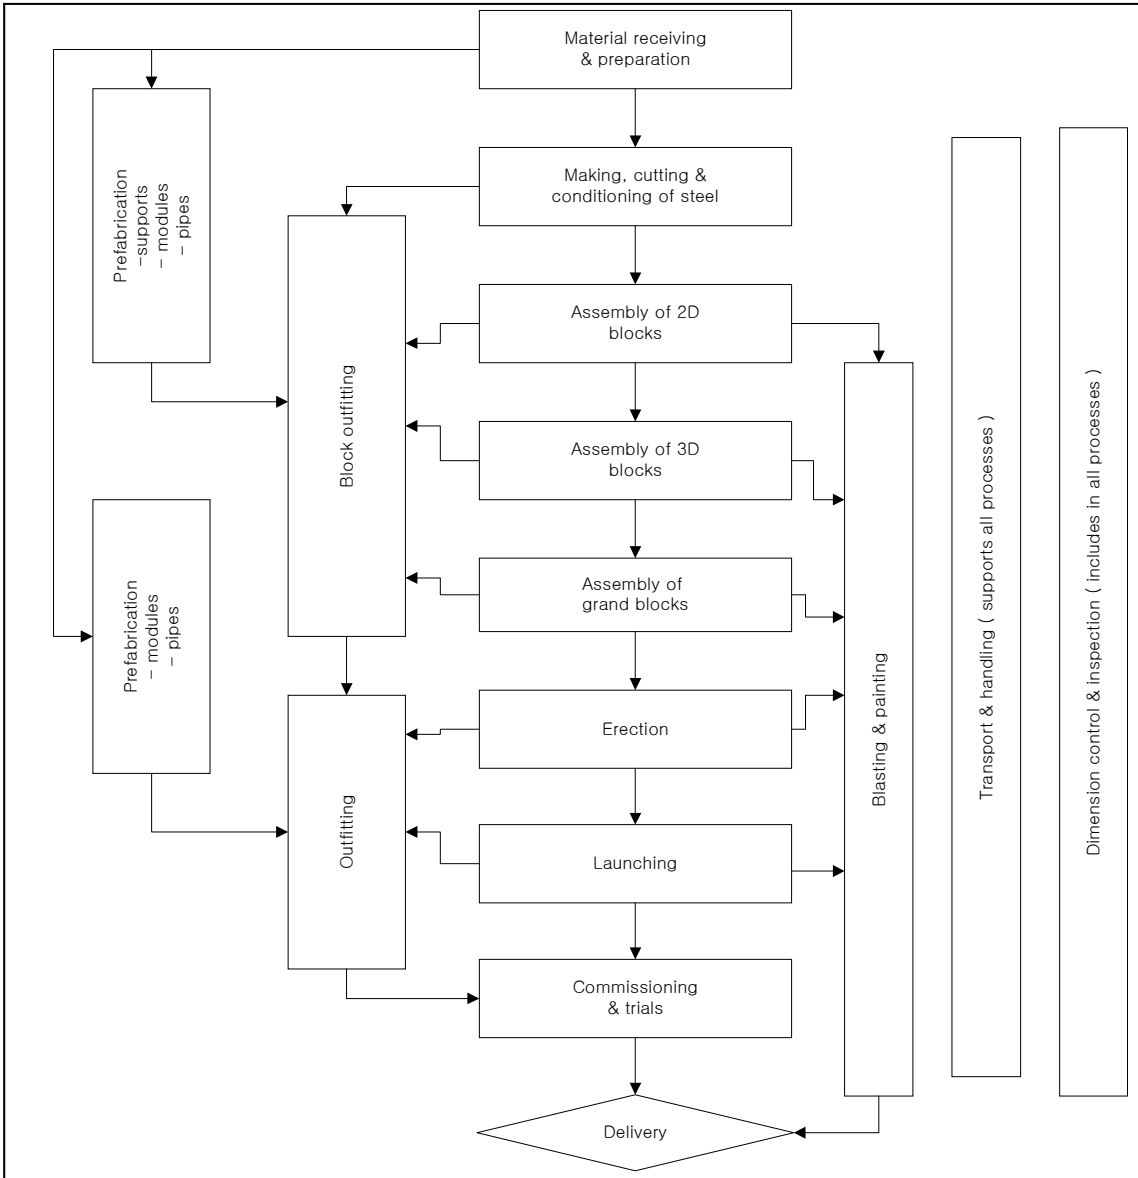 Material receiving
& preparation
Prefabrication
-supports
- modules
- pipes
Making, cutting &
conditioning of steel
Assembly of 2D
blocks
Block outfitting
Assembly of 3D
blocks
Assembly of
grand blocks
Prefabrication
- modules
- pipes
Erection
Outfitting
Launching
Commissioning
& trials
Delivery
Blasting & painting
Transport & handling ( supports all processes )
Dimension control & inspection ( includes in all processes )